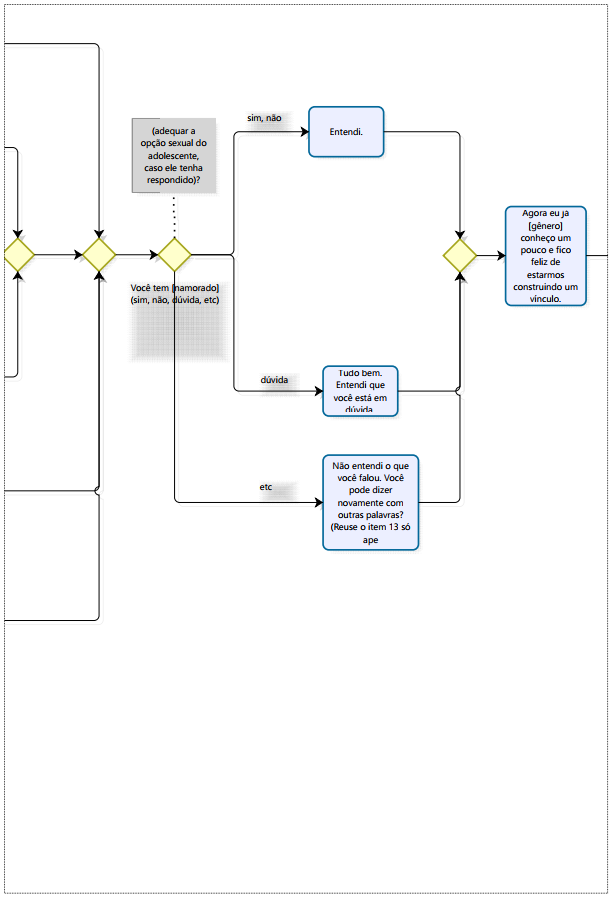 (adequar a
opção sexual do
adolescente,
caso ele tenha
respondido)?
sim, não
Entendi.
Agora eu já
[gênero]
conheço um
pouco e fico
feliz de
estarmos
construindo um
vínculo.
Você tem [namorado]
(sim, não, dúvida, etc)
dúvida
Tudo bem.
Entendi que
você está em
dúvida
etc
Não entendi o que
você falou. Você
pode dizer
novamente com
outras palavras?
(Reuse o item 13 só
ape